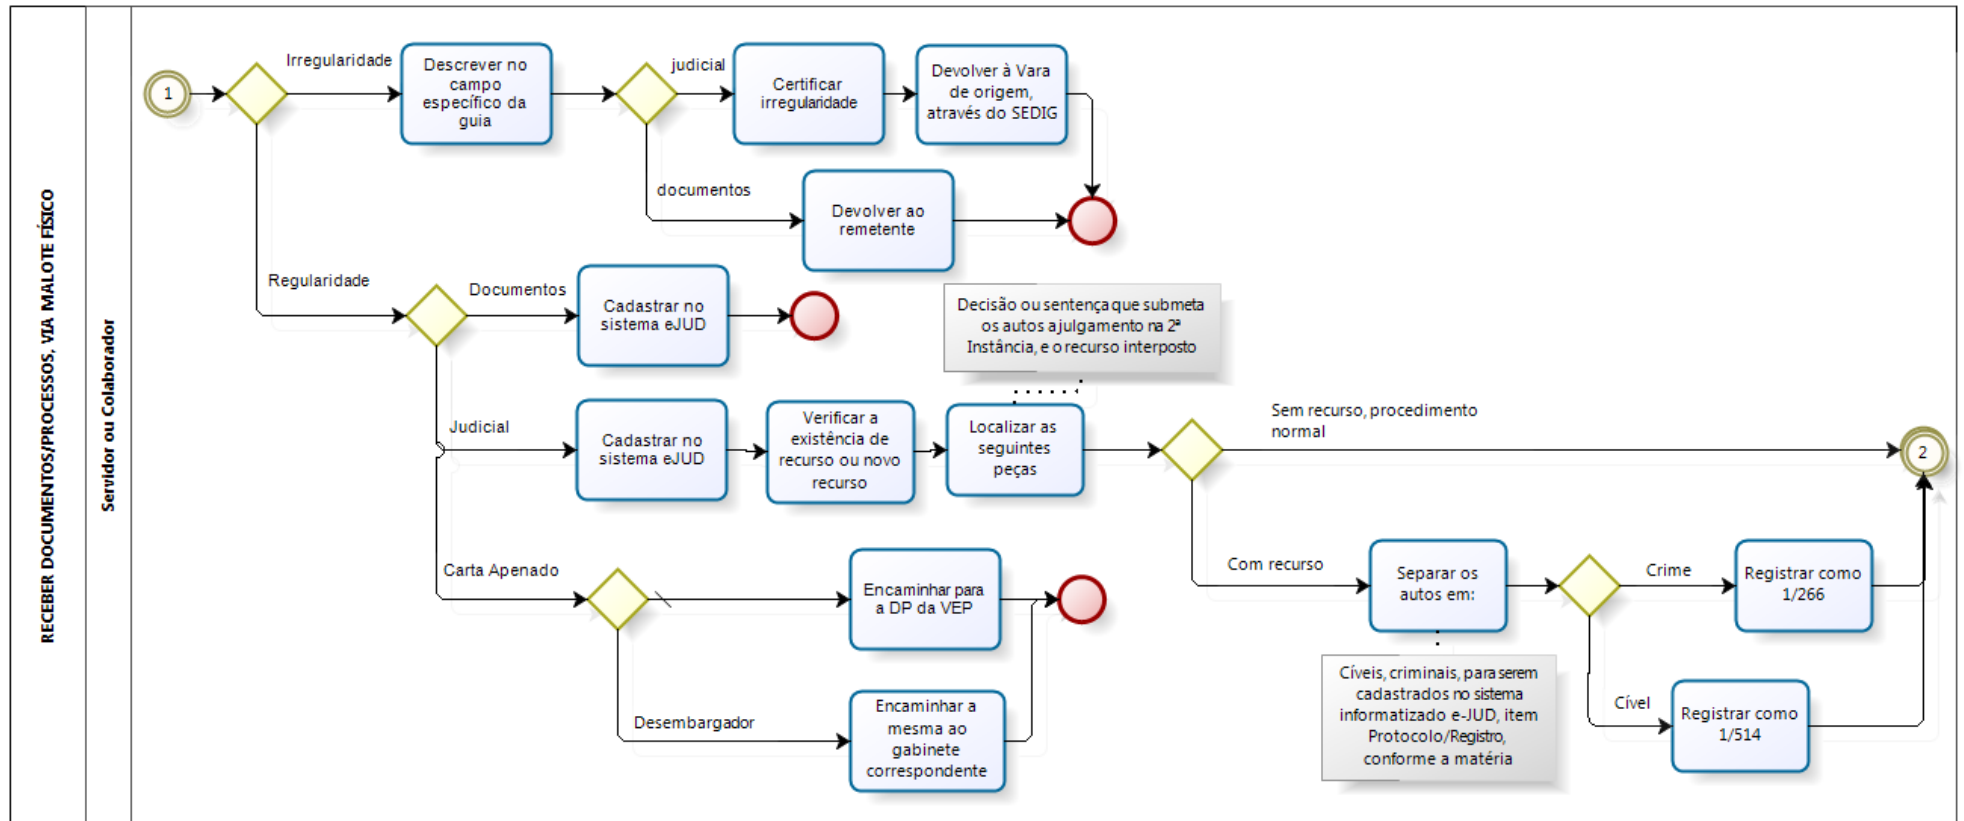 RECEBER DOCUMENTOS/PROCESSOS, VIA MALOTE FÍSICO
Servidor ou Colaborador
1
Irregularidade
Descrever no
campo
específico da
guia
judicial
Certificar
irregularidade
Devolver à Vara
de origem,
através do SEDIG
documentos
Devolver ao
remetente
Regularidade
Documentos
Cadastrar no
sistema eJUD
Decisão ou sentença que submeta
os autos a julgamento na 2ª
Instância, e o recurso interposto
Judicial
Cadastrar no
sistema eJUD
Verificar a
existência de
recurso ou novo
recurso
Localizar as
seguintes
peças
Sem recurso, procedimento
normal
2
Carta Apenado
Encaminhar para
a DP da VEP
Desembargador
Encaminhar a
mesma ao
gabinete
correspondente
Com recurso
Separar os
autos em:
Crime
Registrar como
1/266
Cíveis, criminais, para serem
cadastrados no sistema
informatizado e-JUD, item
Protocolo/Registro,
conforme a matéria
Cível
Registrar como
1/514